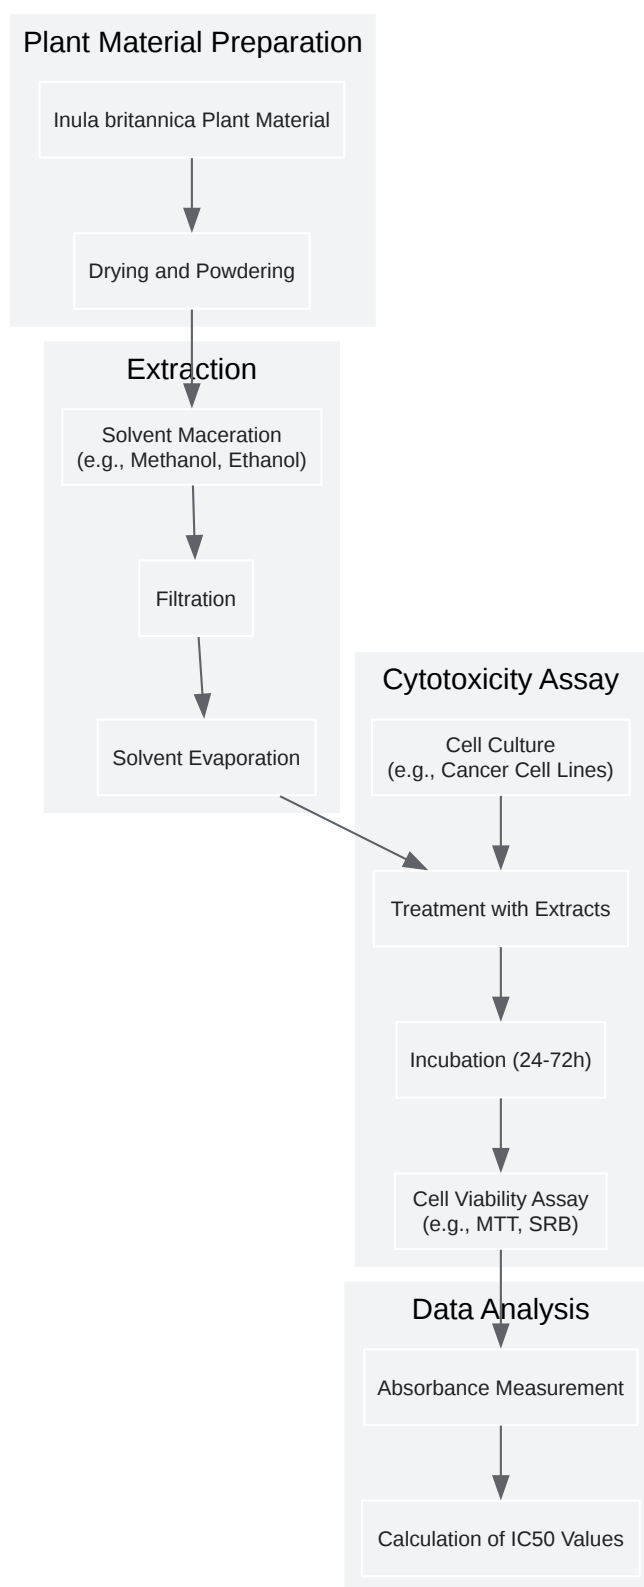 Plant Material Preparation
Inula britannica Plant Material
Drying and Powdering
Extraction
Solvent Maceration
(e.g., Methanol, Ethanol)
Filtration
Solvent Evaporation
Cytotoxicity Assay
Cell Culture
(e.g., Cancer Cell Lines)
Treatment with Extracts
Incubation (24-72h)
Cell Viability Assay
(e.g., MTT, SRB)
Data Analysis
Absorbance Measurement
Calculation of IC50 Values